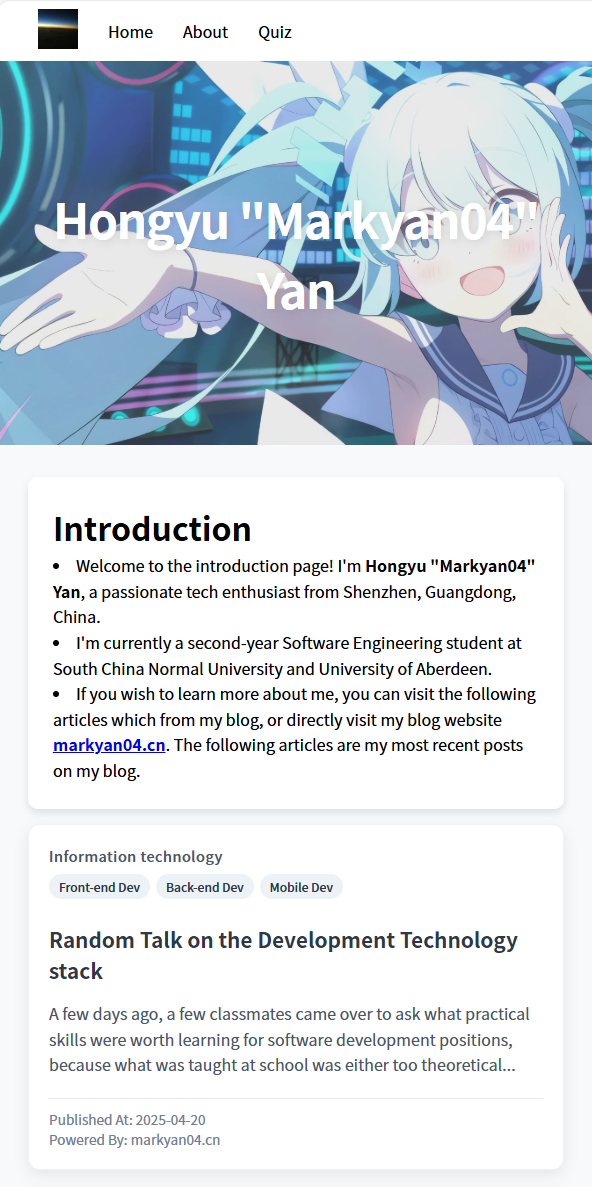 Home About Quiz
Hongyu "Markyan04"
Yan
Introduction
• Welcome to the introduction page! I'm Hongyu "Markyan04"
Yan, a passionate tech enthusiast from Shenzhen, Guangdong,
China.
• I'm currently a second-year Software Engineering student at
South China Normal University and University of Aberdeen.
• If you wish to learn more about me, you can visit the following
articles which from my blog, or directly visit my blog website
markyan04.cn. The following articles are my most recent posts
on my blog.
Information technology
Front-end Dev Back-end Dev Mobile Dev
Random Talk on the Development Technology
stack
A few days ago, a few classmates came over to ask what practical
skills were worth learning for software development positions,
because what was taught at school was either too theoretical...
Published At: 2025-04-20
Powered By: markyan04.cn